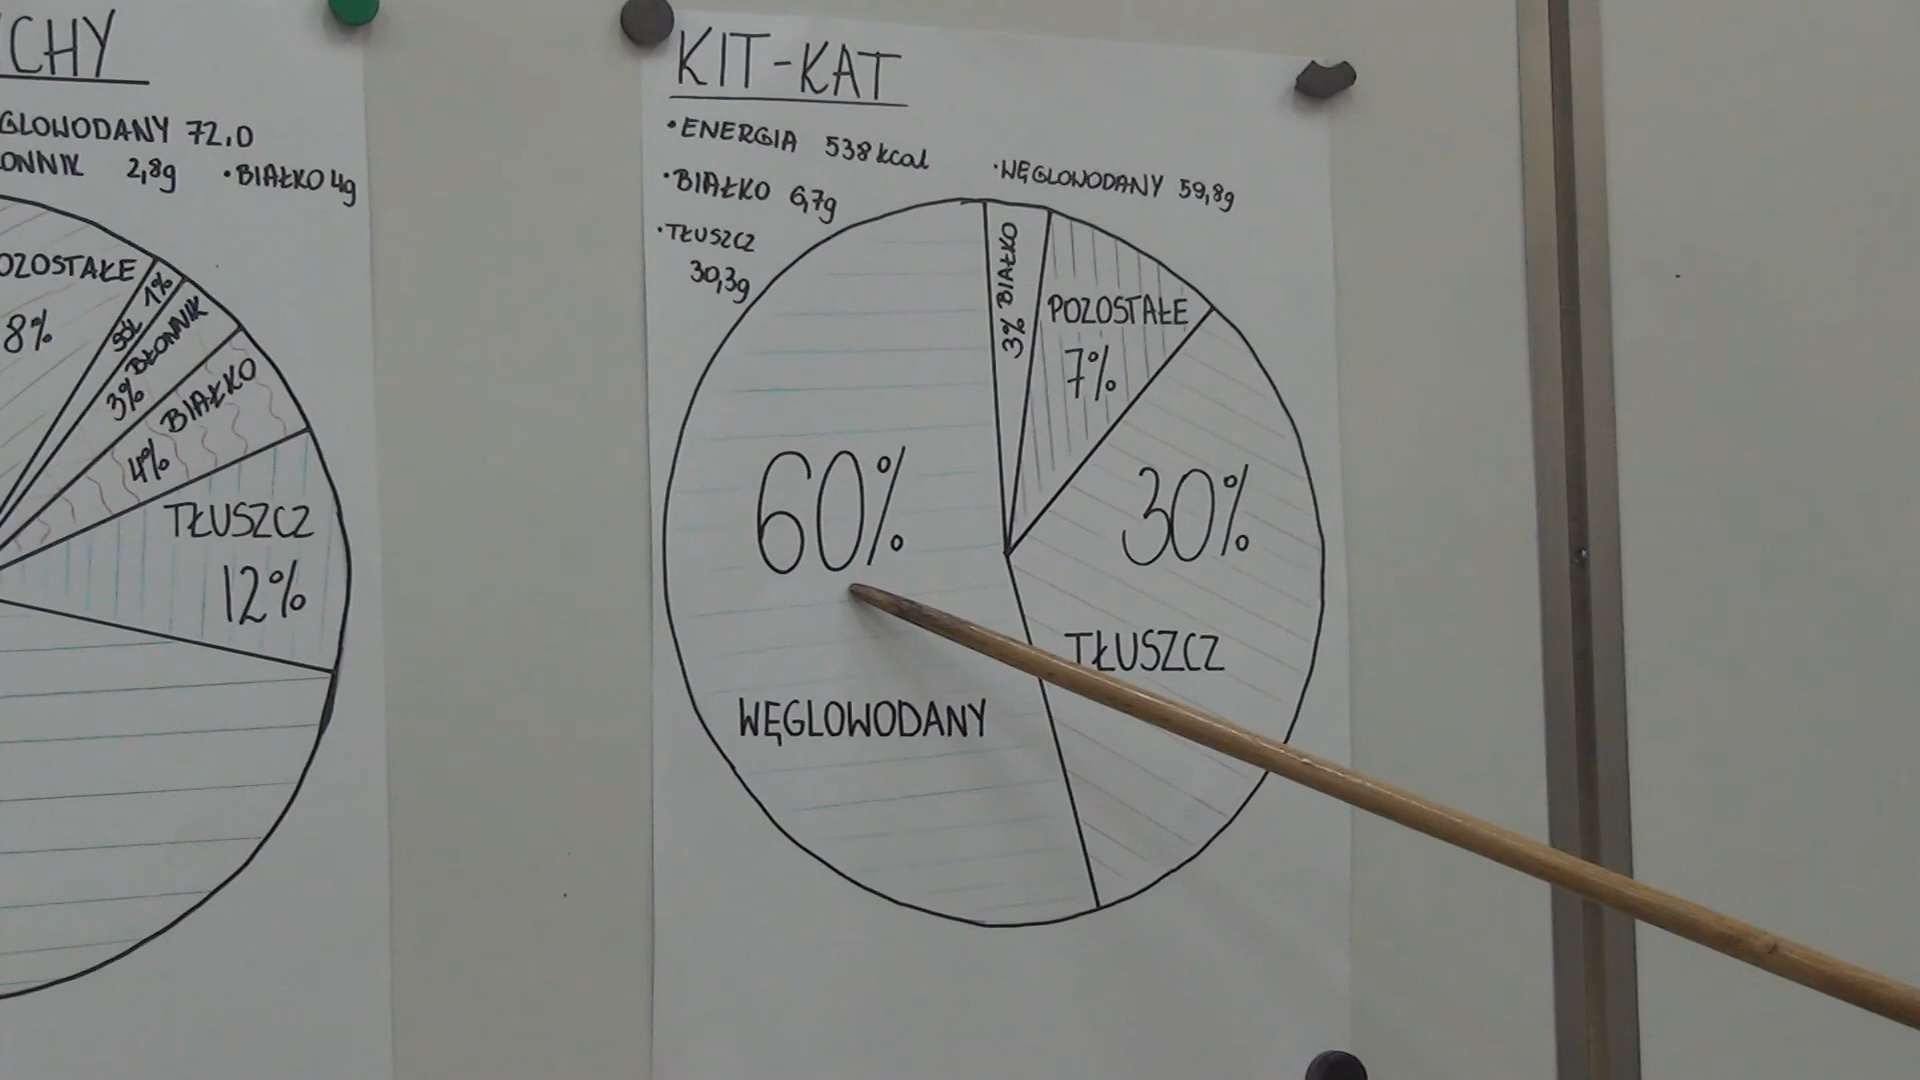 CHY
GLOWODANY 72,0
ONNIK 2,8g •BIAŁKO 4g
OZOSTAŁE
8%
SÓL 1%
3% BŁONNIK
4% BIAŁKO
TŁUSZCZ
12%
KIT-KAT
•ENERGIA 538 kcal
•WĘGLOWODANY 59,8g
•BIAŁKO 6,7g
•TŁUSZCZ
30,3g
3% BIAŁKO
POZOSTAŁE
7%
60%
WĘGLOWODANY
30%
TŁUSZCZ